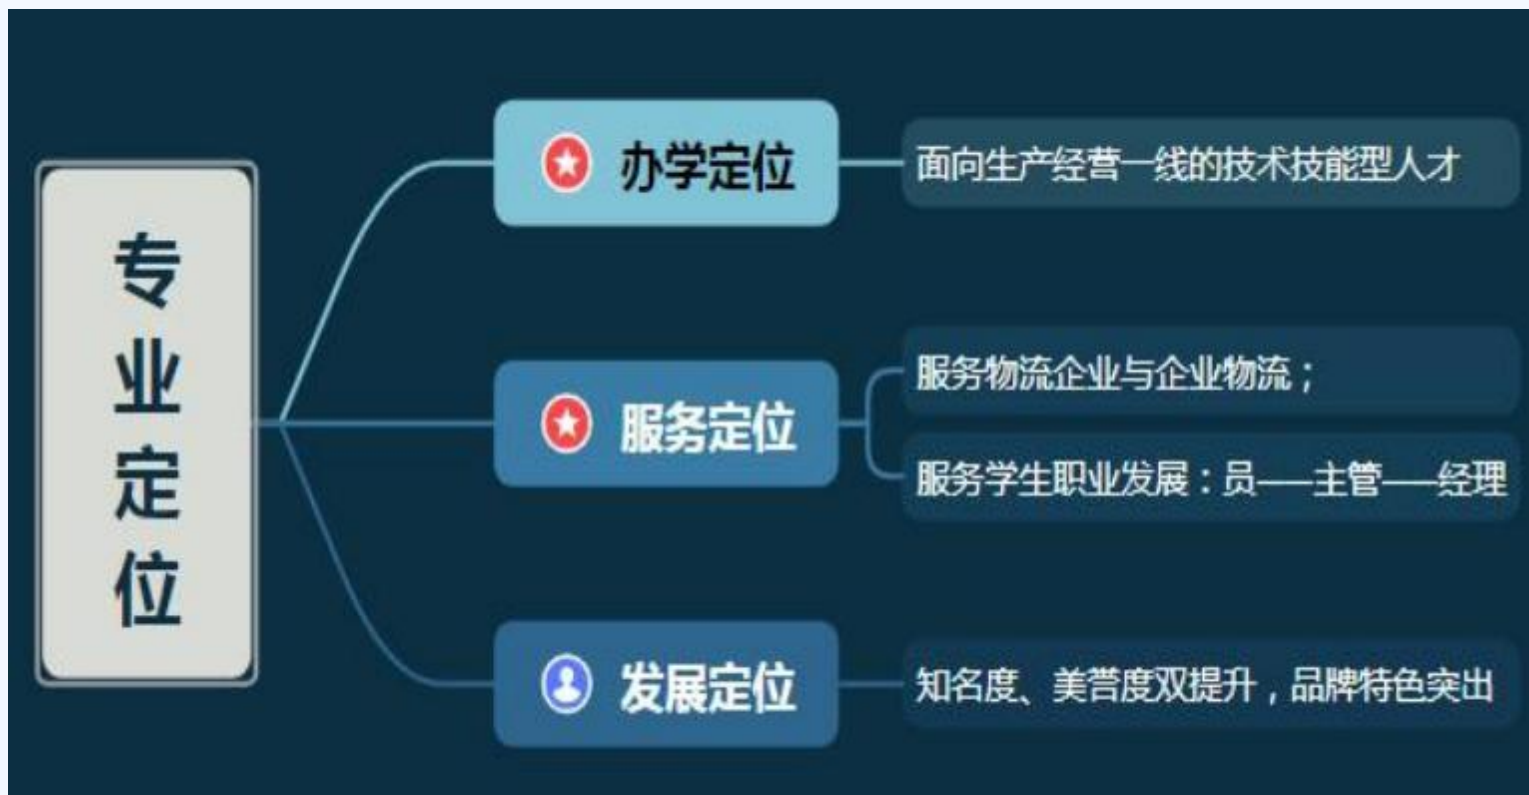 专业定位
办学定位
面向生产经营一线的技术技能型人才
服务定位
服务物流企业与企业物流；
服务学生职业发展：员——主管——经理
发展定位
知名度、美誉度双提升，品牌特色突出